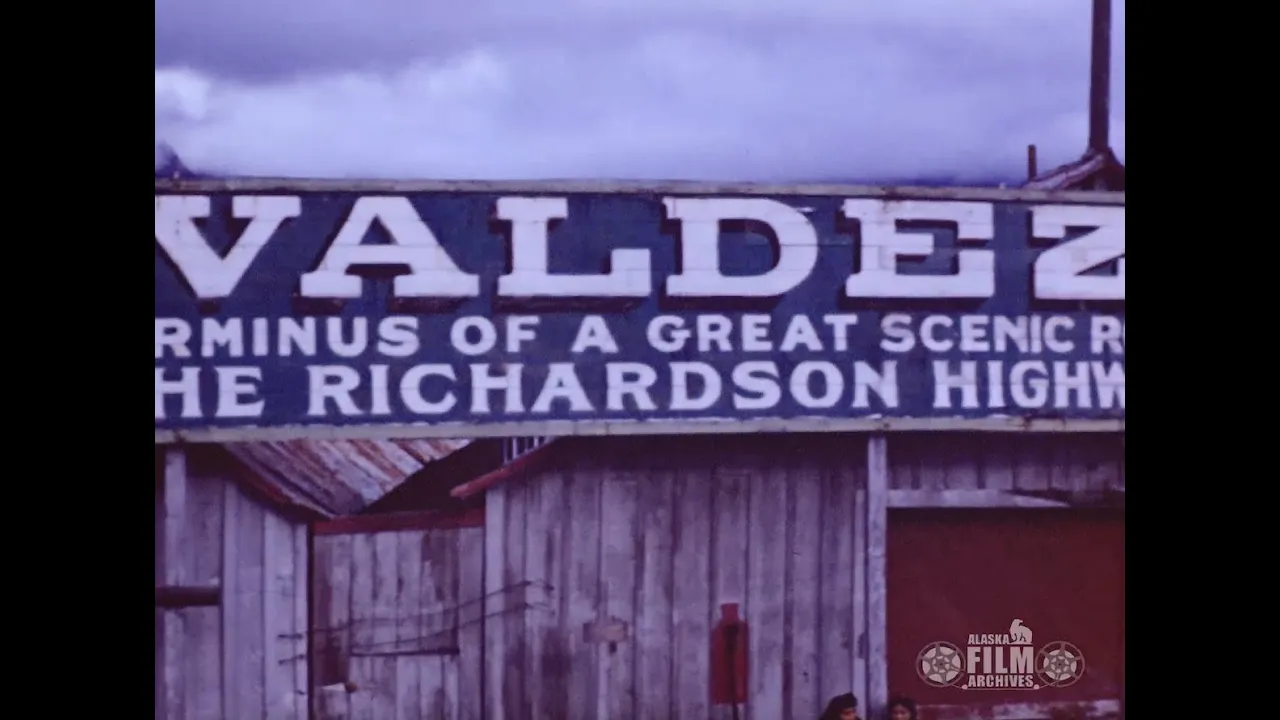 VALDEZ
RMINUS OF A GREAT SCENIC R
HE RICHARDSON HIGHW
ALASKA
FILM
ARCHIVES